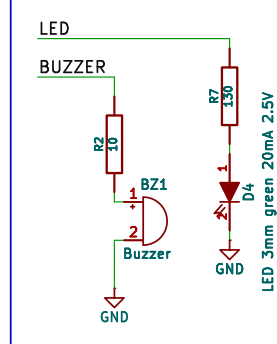 LED
BUZZER
R7
130
R2
10
1
BZ1
1
+
D4
2
2
Buzzer
GND
GND
LED 3mm green 20mA 2.5V